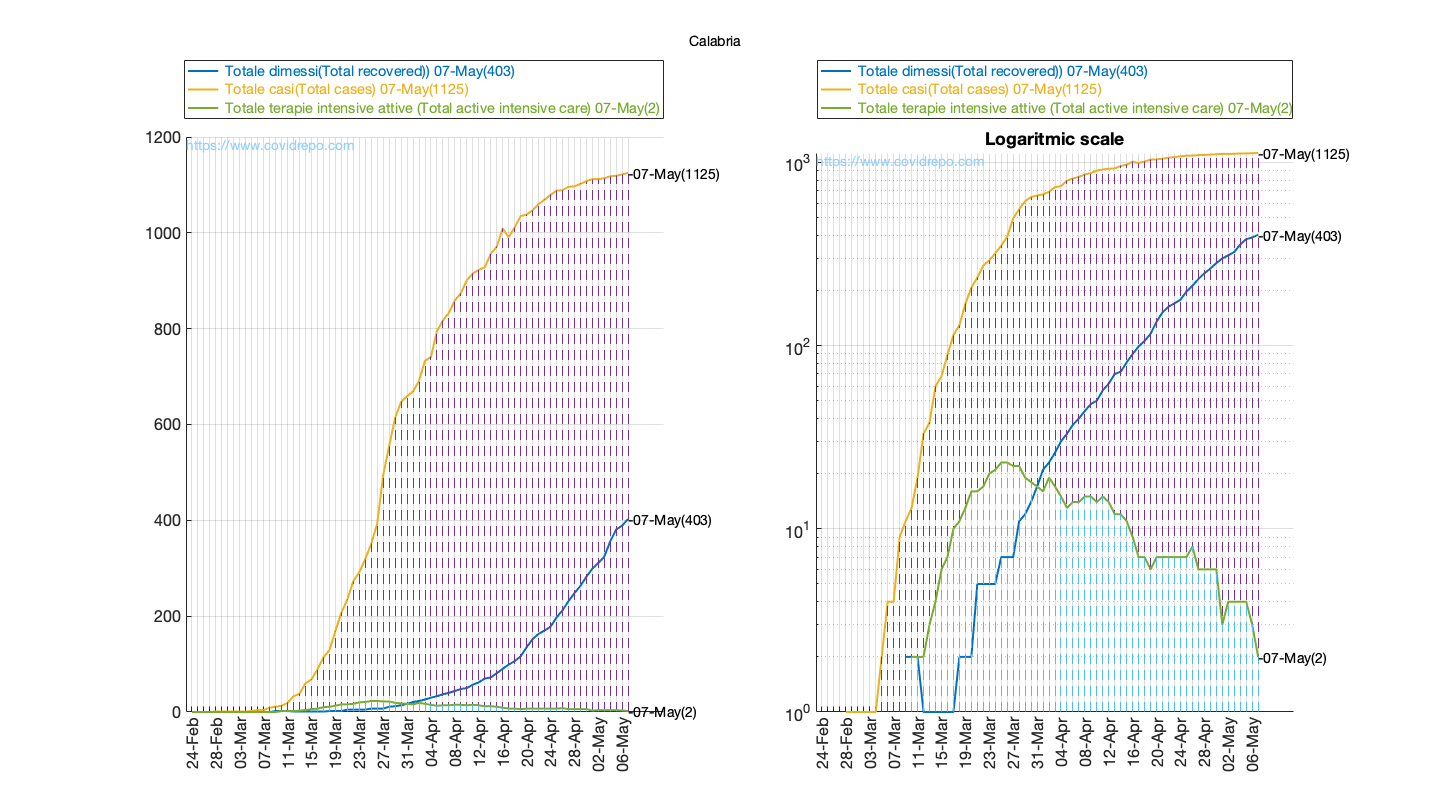 Calabria
Totale dimessi(Total recovered)) 07-May(403)
Totale casi(Total cases) 07-May(1125)
Totale terapie intensive attive (Total active intensive care) 07-May(2)
1200
1000
800
600
400
200
0
https://www.covidrepo.com
07-May(1125)
07-May(403)
07-May(2)
24-Feb
28-Feb
03-Mar
07-Mar
11-Mar
15-Mar
19-Mar
23-Mar
27-Mar
31-Mar
04-Apr
08-Apr
12-Apr
16-Apr
20-Apr
24-Apr
28-Apr
02-May
06-May
Totale dimessi(Total recovered)) 07-May(403)
Totale casi(Total cases) 07-May(1125)
Totale terapie intensive attive (Total active intensive care) 07-May(2)
Logaritmic scale
10³
10²
10¹
10⁰
https://www.covidrepo.com
07-May(1125)
07-May(403)
07-May(2)
24-Feb
28-Feb
03-Mar
07-Mar
11-Mar
15-Mar
19-Mar
23-Mar
27-Mar
31-Mar
04-Apr
08-Apr
12-Apr
16-Apr
20-Apr
24-Apr
28-Apr
02-May
06-May